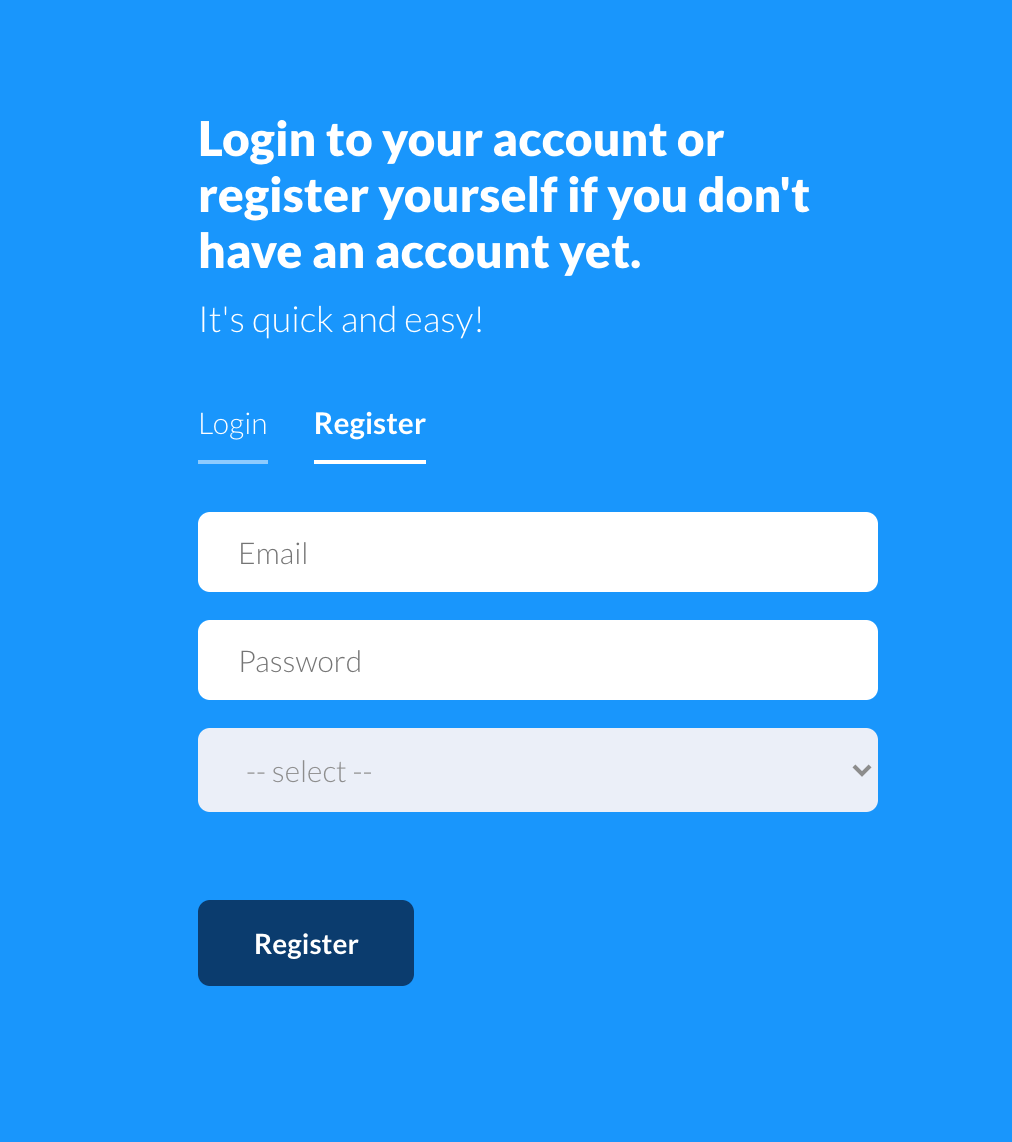 Login to your account or
register yourself if you don't
have an account yet.
It's quick and easy!
Login Register
Email
Password
-- select --
Register